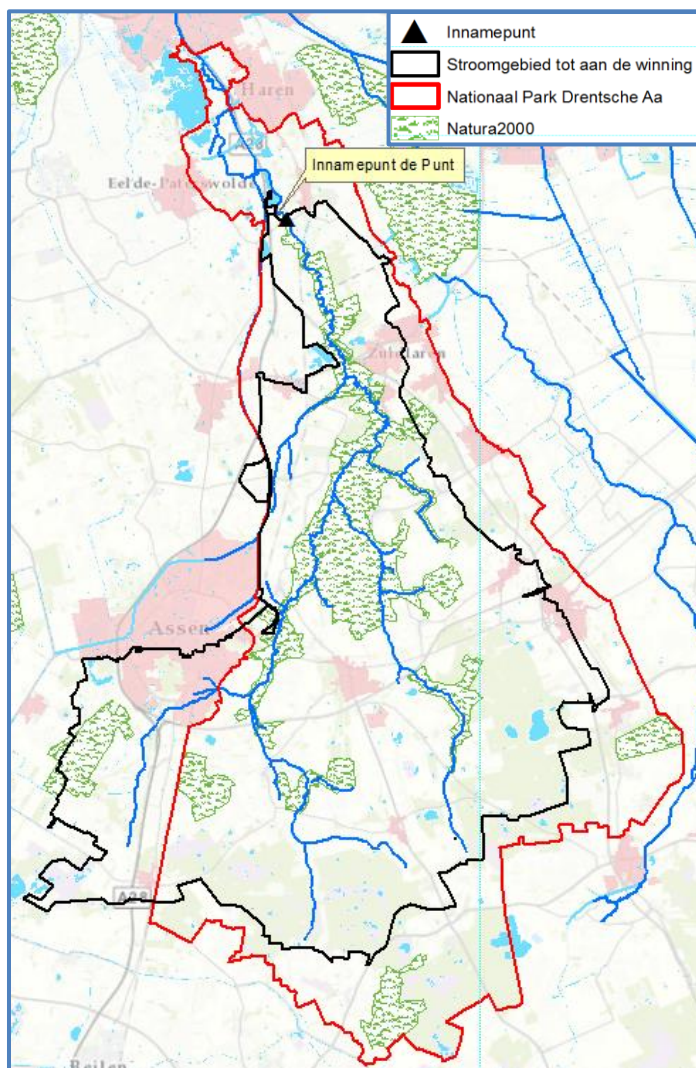 Innamepunt
Stroomgebied tot aan de winning
Nationaal Park Drentsche Aa
Natura2000
Haren
A28
Innamepunt de Punt
Eelde-Paterswolde
Zuidlaren
Assen
A28
Beilen